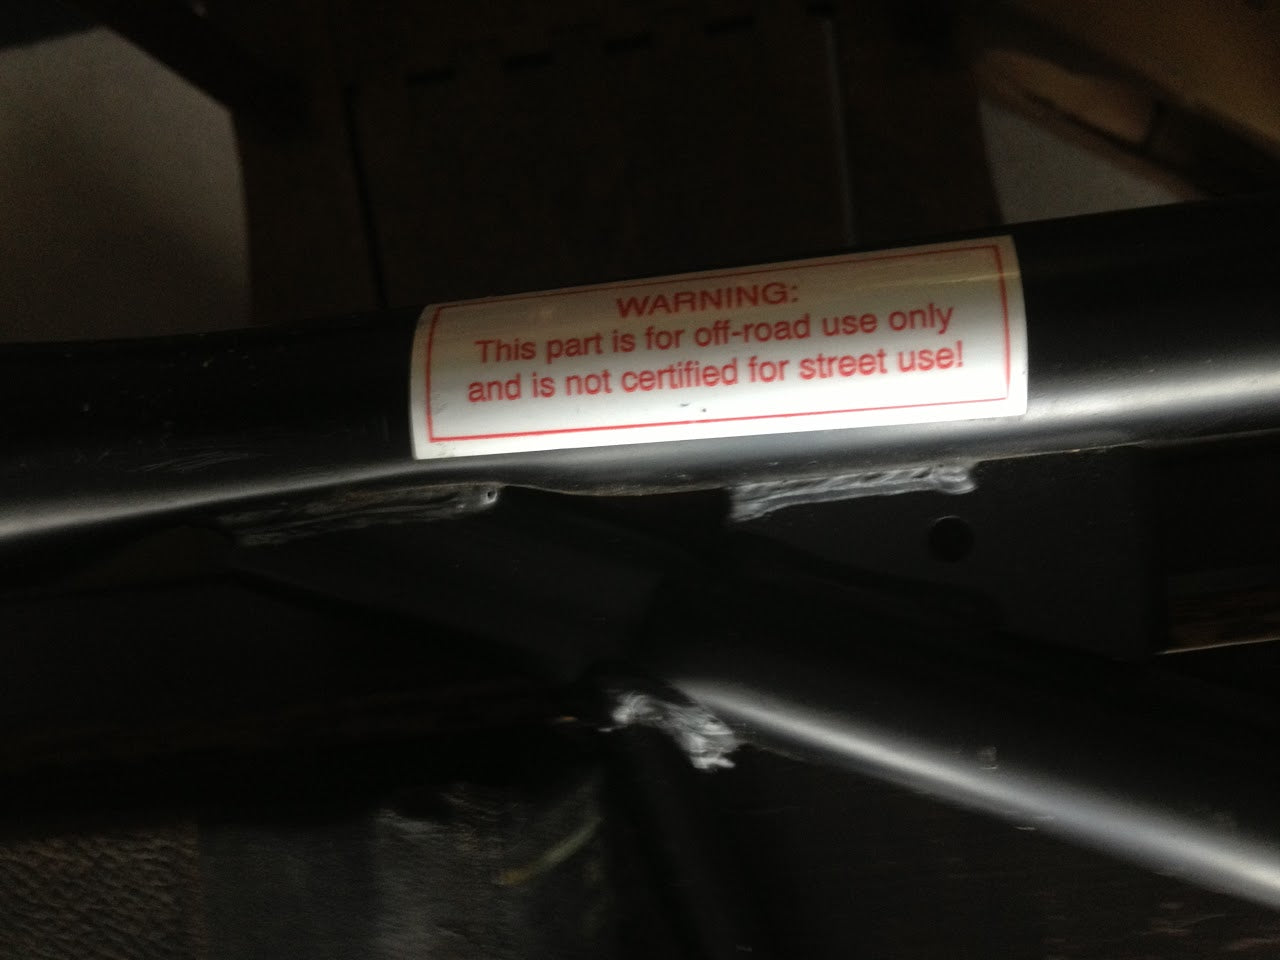 WARNING:
This part is for off-road use only
and is not certified for street use!